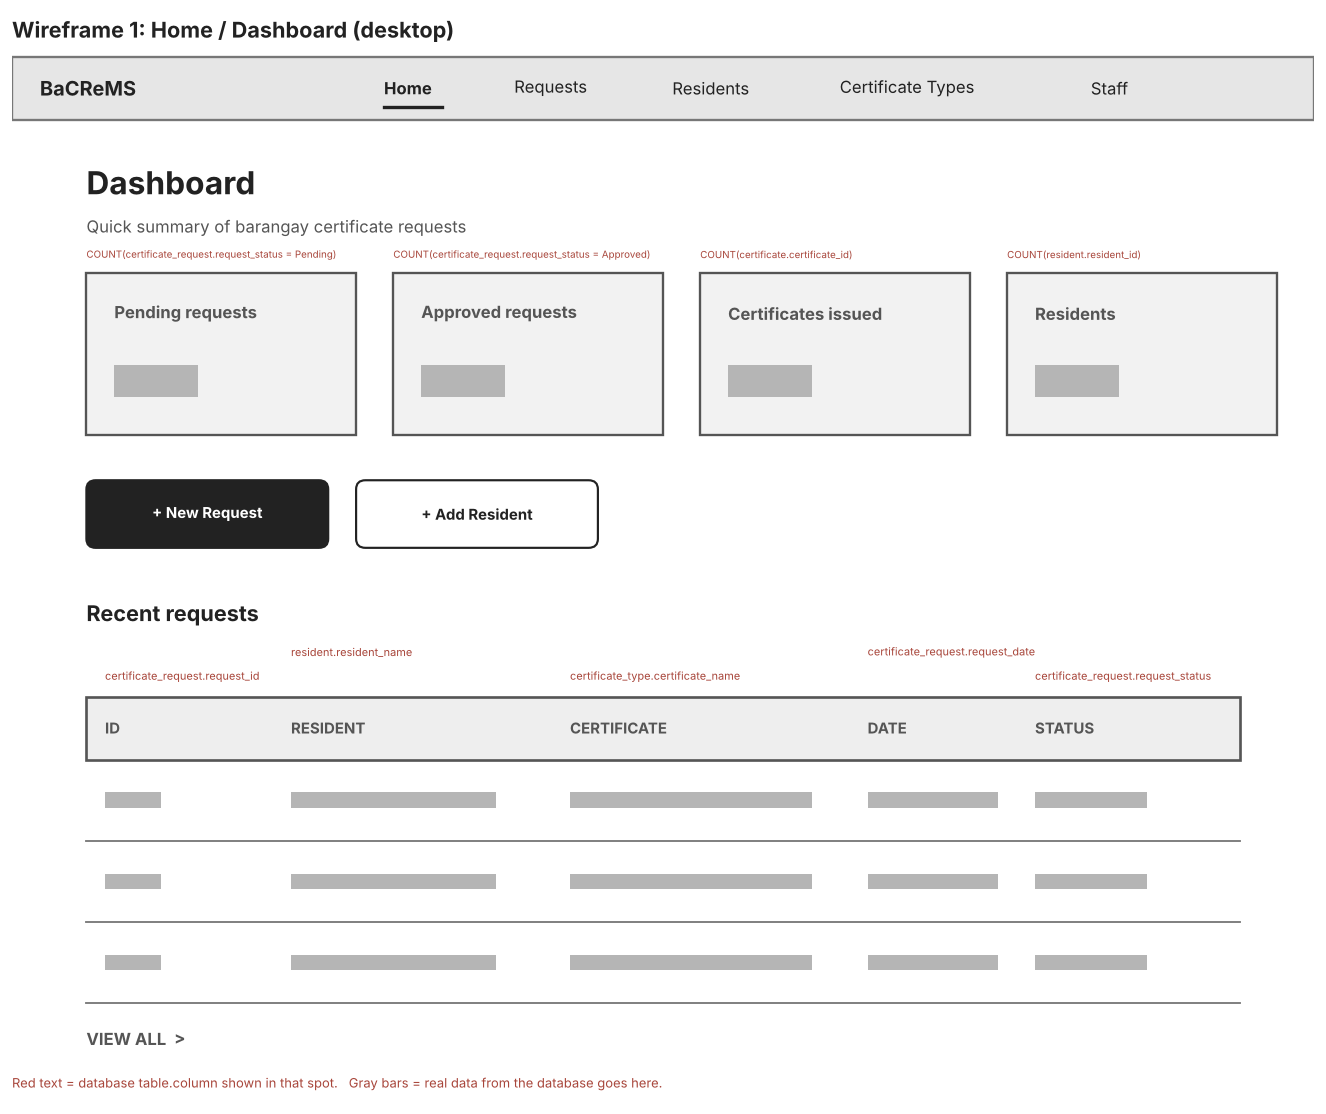 Wireframe 1: Home / Dashboard (desktop)
BaCReMS Home Requests Residents Certificate Types Staff
Dashboard
Quick summary of barangay certificate requests
COUNT(certificate_request.request_status = Pending) COUNT(certificate_request.request_status = Approved) COUNT(certificate.certificate_id) COUNT(resident.resident_id)
Pending requests Approved requests Certificates issued Residents
+ New Request + Add Resident
Recent requests
resident.resident_name certificate_request.request_date
certificate_request.request_id certificate_type.certificate_name certificate_request.request_status
ID RESIDENT CERTIFICATE DATE STATUS
VIEW ALL >
Red text = database table.column shown in that spot. Gray bars = real data from the database goes here.